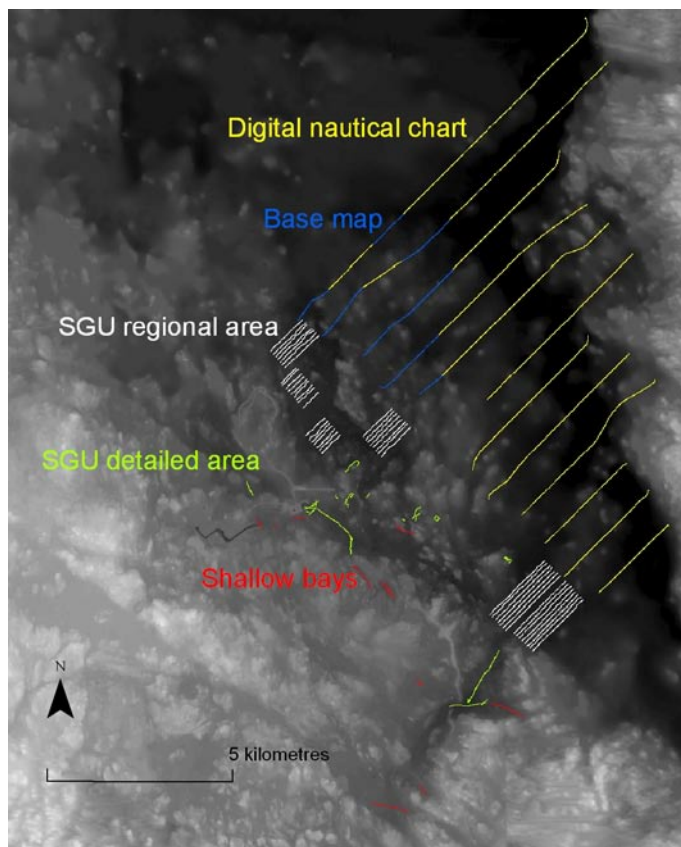 Digital nautical chart
Base map
SGU regional area
SGU detailed area
Shallow bays
N
5 kilometres